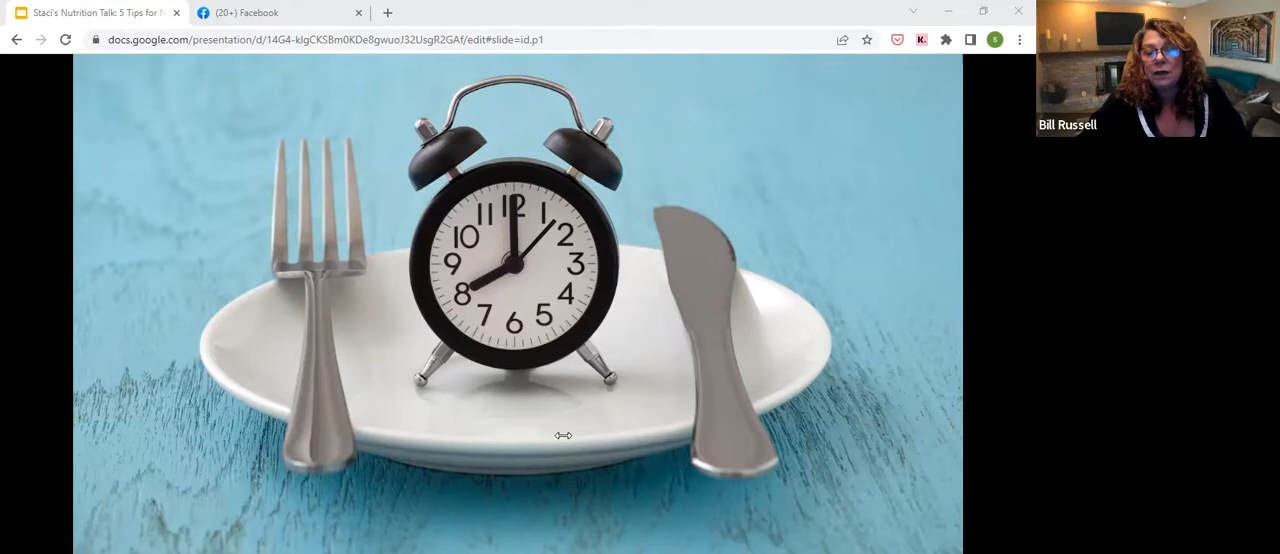 Staci's Nutrition Talk: 5 Tips for N
(20+) Facebook
docs.google.com/presentation/d/14G4-klgCKSBm0KDe8gwuoJ32UsgR2GAf/edit#slide=id.p1
K.
S
Bill Russell
12
11 1
10 2
9 3
8 4
7 5
6